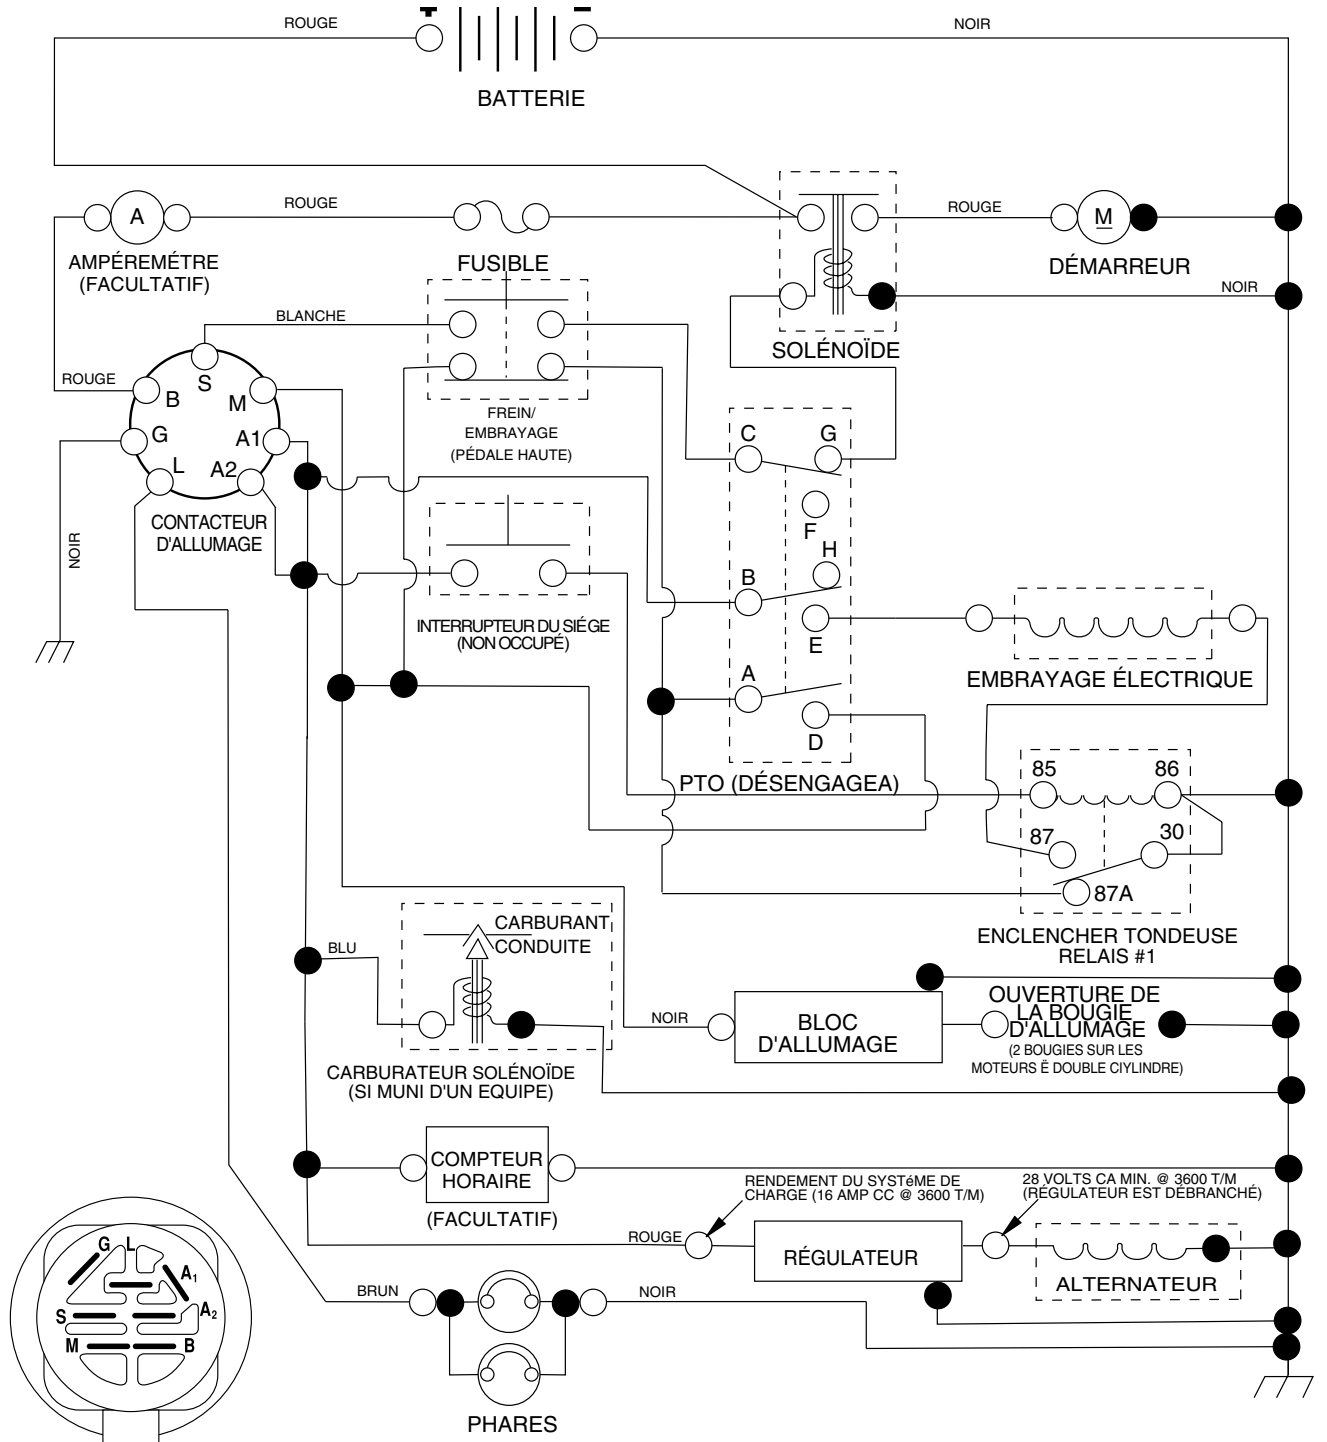 ROUGE
NOIR
BATTERIE
ROUGE
A
AMPÉREMÉTRE
(FACULTATIF)
FUSIBLE
ROUGE
M
DÉMARREUR
NOIR
SOLÉNOÏDE
BLANCHE
ROUGE
S
B
M
G
A1
L
A2
CONTACTEUR
D'ALLUMAGE
NOIR
FREIN/
EMBRAYAGE
(PÉDALE HAUTE)
INTERRUPTEUR DU SIÉGE
(NON OCCUPÉ)
C
G
F
H
B
E
A
D
PTO (DÉSENGAGEA)
EMBRAYAGE ÉLECTRIQUE
85
86
87
30
87A
ENCLENCHER TONDEUSE
RELAIS #1
CARBURANT
CONDUITE
BLU
CARBURATEUR SOLÉNOÏDE
(SI MUNI D'UN EQUIPE)
NOIR
BLOC
D'ALLUMAGE
OUVERTURE DE
LA BOUGIE
D'ALLUMAGE
(2 BOUGIES SUR LES
MOTEURS Ë DOUBLE CIYLINDRE)
COMPTEUR
HORAIRE
(FACULTATIF)
RENDEMENT DU SYSTéME DE
CHARGE (16 AMP CC @ 3600 T/M)
28 VOLTS CA MIN. @ 3600 T/M
(RÉGULATEUR EST DÉBRANCHÉ)
ROUGE
RÉGULATEUR
ALTERNATEUR
BRUN
NOIR
PHARES
G
L
A1
A2
S
M
B